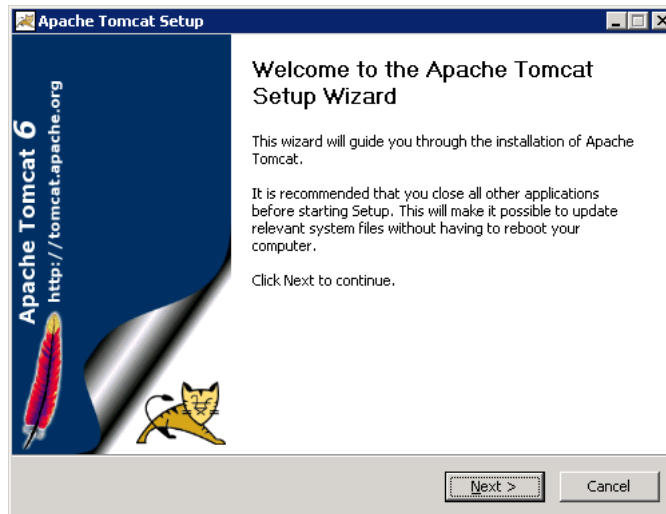 Apache Tomcat Setup
Apache Tomcat 6
http://tomcat.apache.org
Welcome to the Apache Tomcat
Setup Wizard
This wizard will guide you through the installation of Apache
Tomcat.
It is recommended that you close all other applications
before starting Setup. This will make it possible to update
relevant system files without having to reboot your
computer.
Click Next to continue.
Next >
Cancel